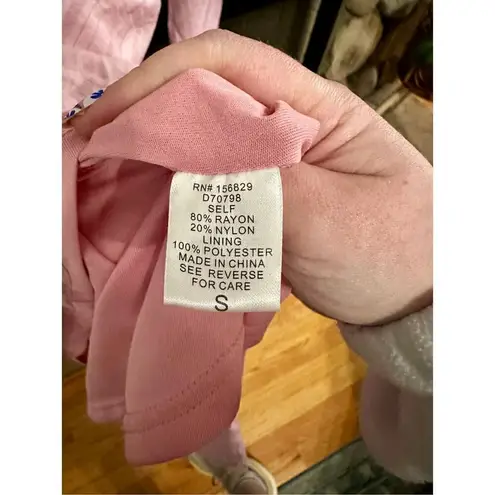 RN# 156829
D70798
SELF
80% RAYON
20% NYLON
LINING
100% POLYESTER
MADE IN CHINA
SEE REVERSE
FOR CARE
S